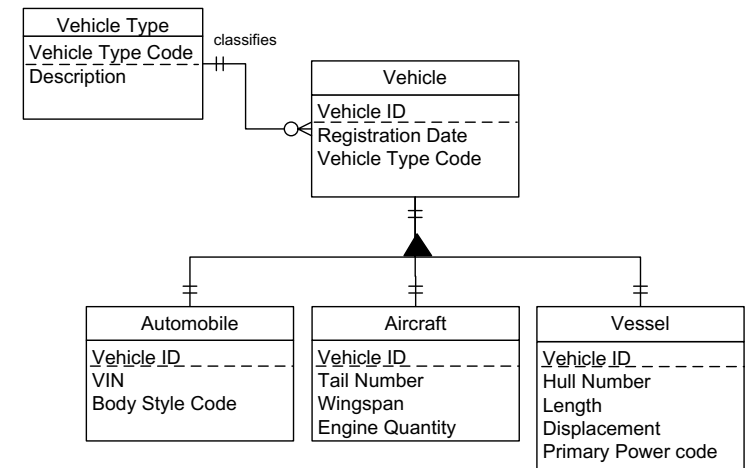 Vehicle Type
Vehicle Type Code
Description
classifies
Vehicle
Vehicle ID
Registration Date
Vehicle Type Code
Automobile
Vehicle ID
VIN
Body Style Code
Aircraft
Vehicle ID
Tail Number
Wingspan
Engine Quantity
Vessel
Vehicle ID
Hull Number
Length
Displacement
Primary Power code